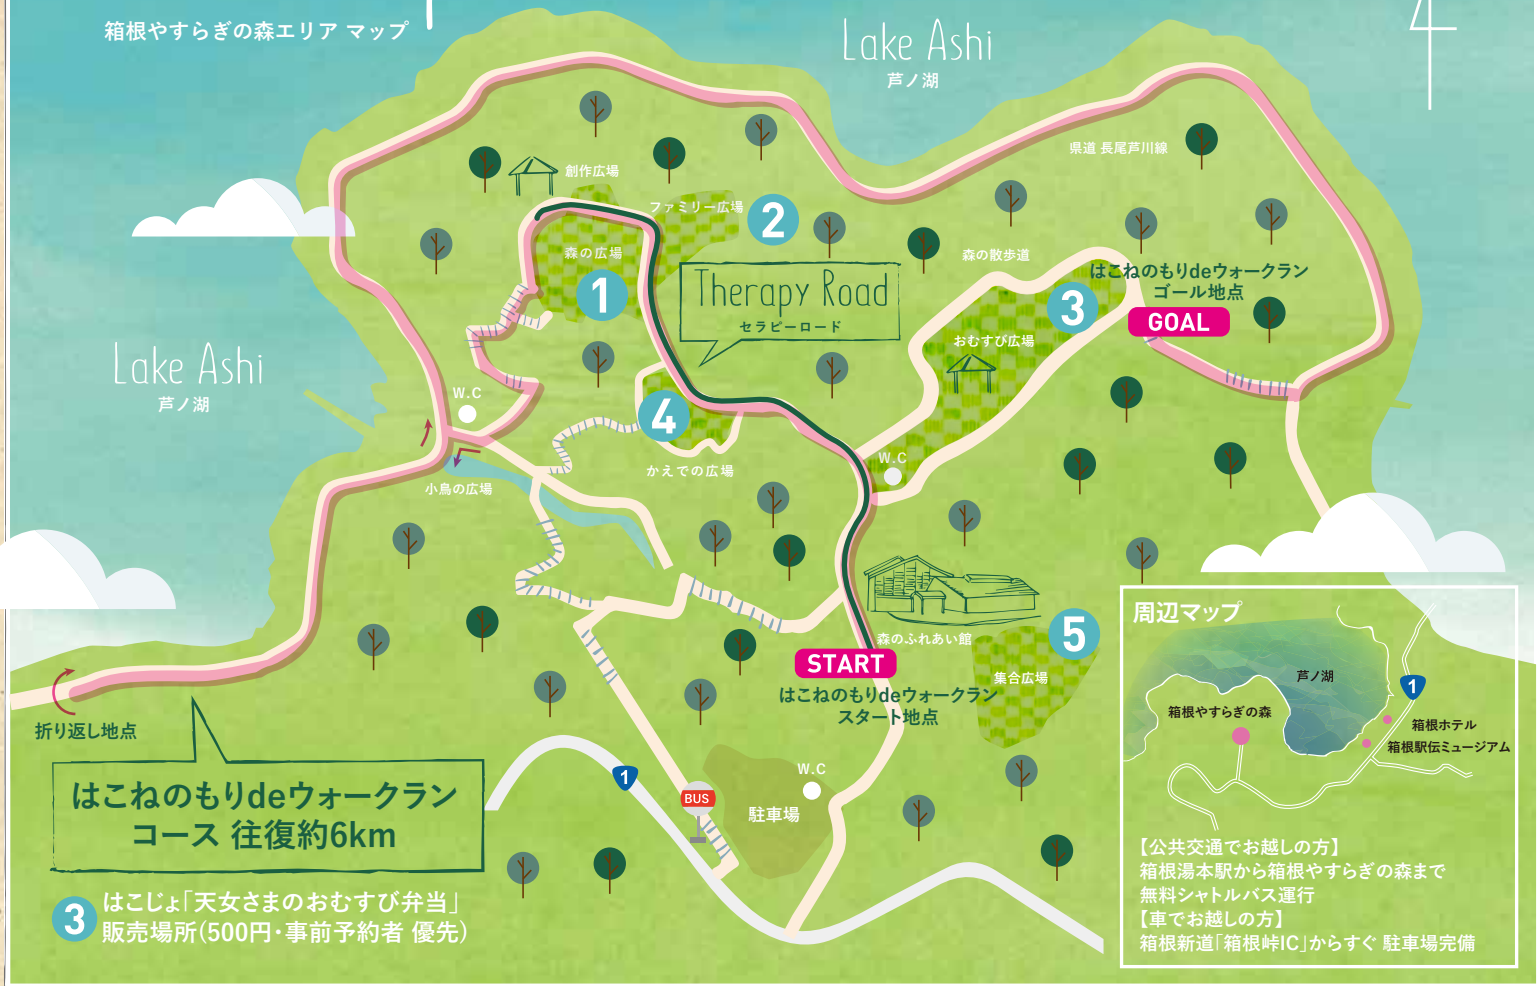 箱根やすらぎの森エリア マップ
Lake Ashi
芦ノ湖
県道 長尾芦川線
創作広場
ファミリー広場
2
森の広場
1
Therapy Road
セラピーロード
森の散歩道
はこねのもりdeウォークラン
ゴール地点
GOAL
3
おむすび広場
Lake Ashi
芦ノ湖
W.C
4
かえでの広場
W.C
小鳥の広場
森のふれあい館
START
はこねのもりdeウォークラン
スタート地点
5
集合広場
折り返し地点
はこねのもりdeウォークラン
コース 往復約6km
1
BUS
W.C
駐車場
3
はこじょ「天女さまのおむすび弁当」
販売場所(500円・事前予約者 優先)
周辺マップ
芦ノ湖
1
箱根やすらぎの森
箱根ホテル
箱根駅伝ミュージアム
【公共交通でお越しの方】
箱根湯本駅から箱根やすらぎの森まで
無料シャトルバス運行
【車でお越しの方】
箱根新道「箱根峠IC」からすぐ 駐車場完備